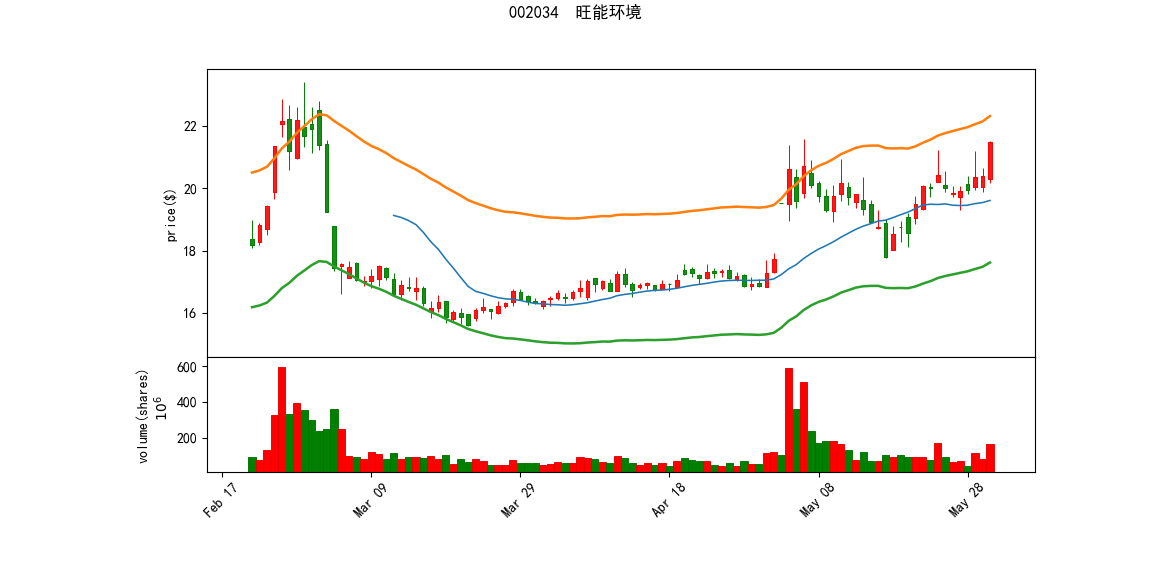 002034 旺能环境
price($)
22
20
18
16
volume(shares)
10^6
600
400
200
Feb 17
Mar 09
Mar 29
Apr 18
May 08
May 28